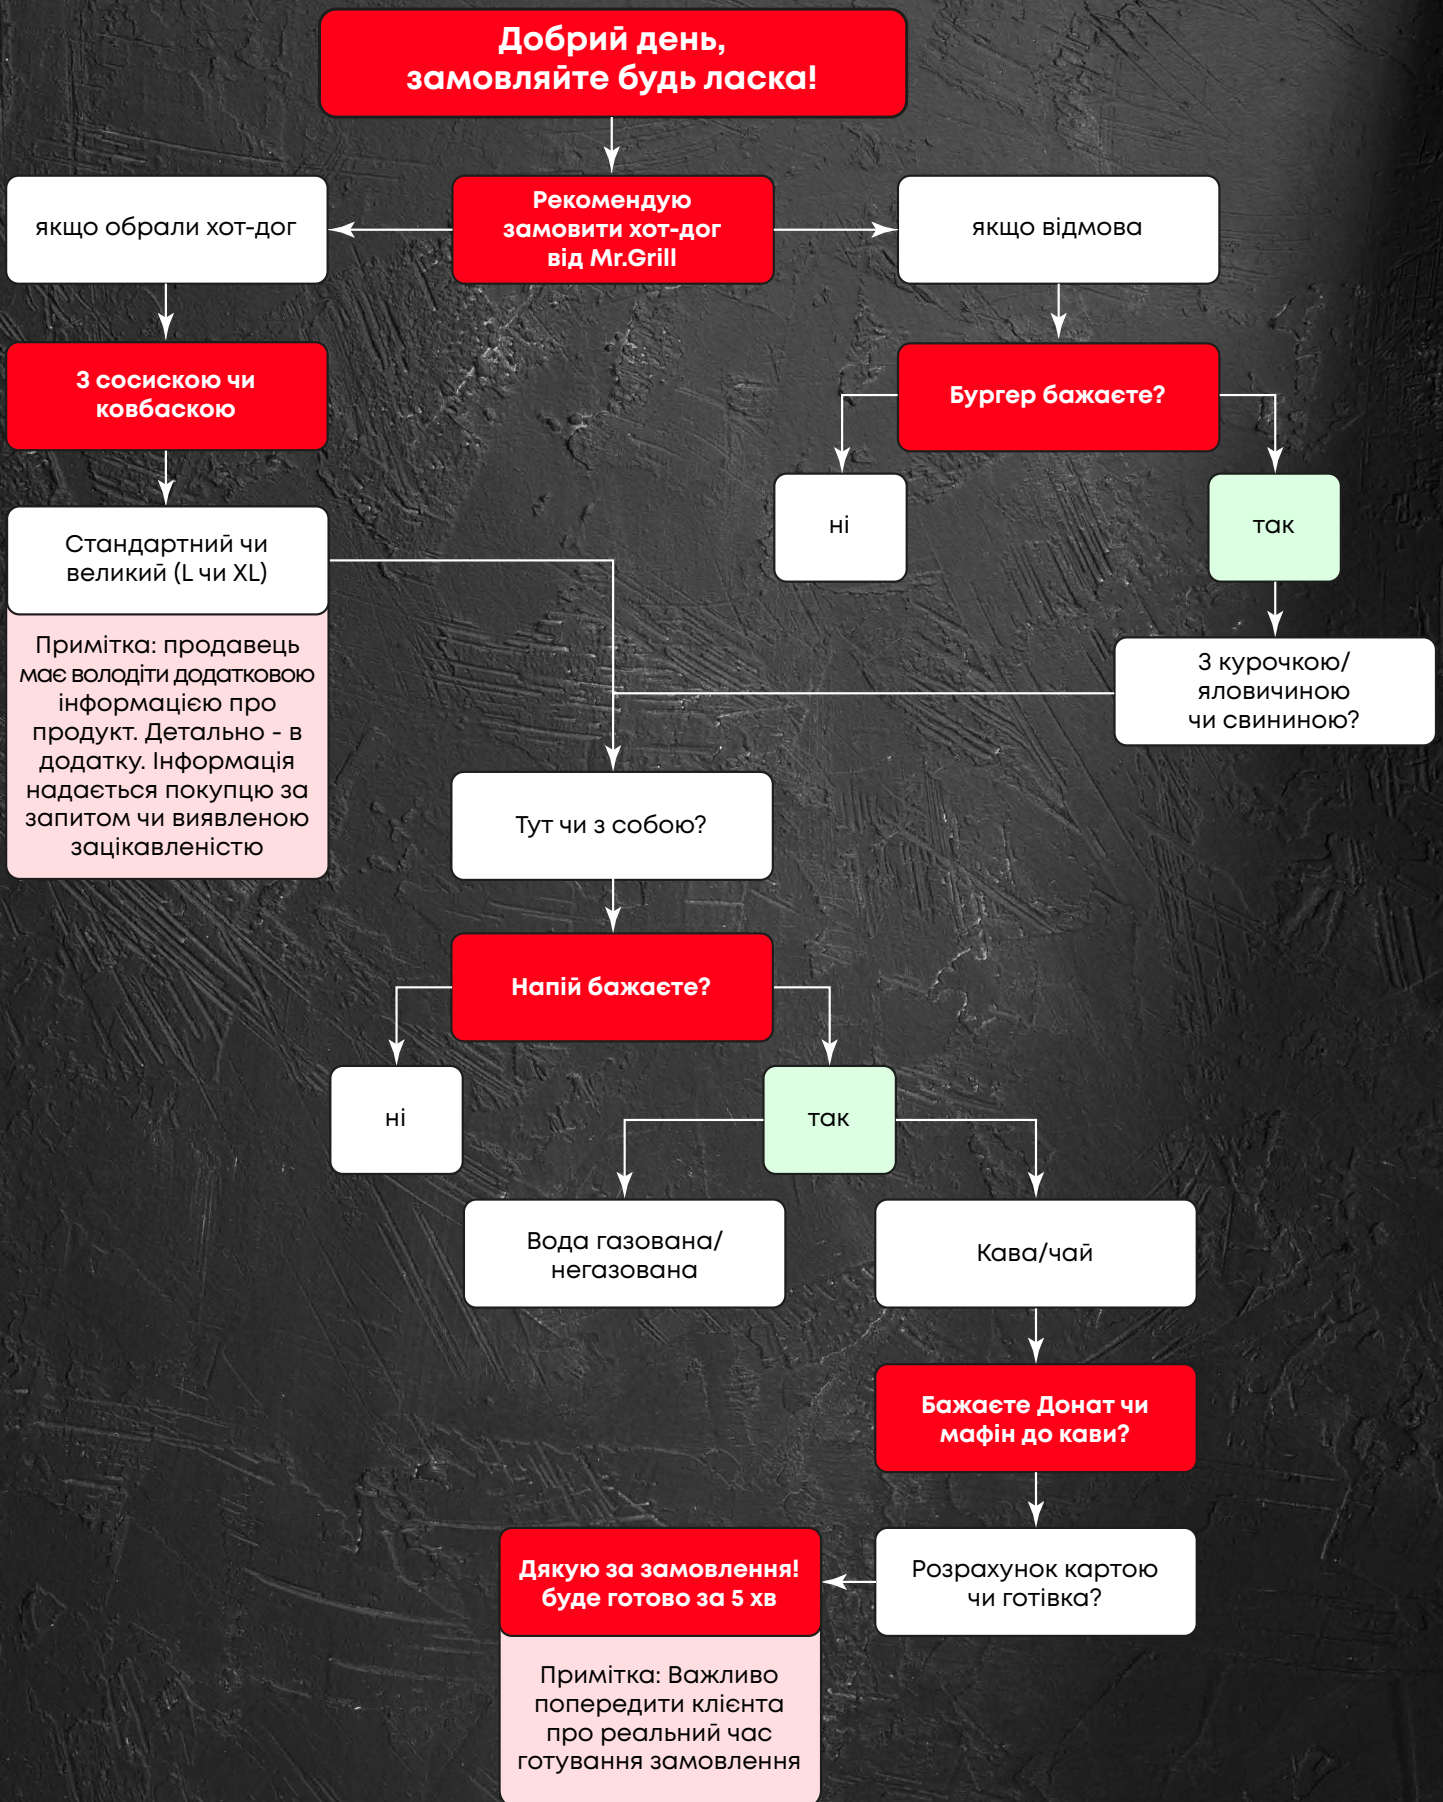 Добрий день,
замовляйте будь ласка!
якщо обрали хот-дог
Рекомендую
замовити хот-дог
від Mr.Grill
якщо відмова
З сосискою чи
ковбаскою
Бургер бажаєте?
ні
так
Стандартний чи
великий (L чи XL)
Примітка: продавець
має володіти додатковою
інформацією про
продукт. Детально - в
додатку. Інформація
надається покупцю за
запитом чи виявленою
зацікавленістю
З курочкою/
яловичиною
чи свининою?
Тут чи з собою?
Напій бажаєте?
ні
так
Вода газована/
негазована
Кава/чай
Бажаєте Донат чи
мафін до кави?
Розрахунок картою
чи готівка?
Дякую за замовлення!
буде готово за 5 хв
Примітка: Важливо
попередити клієнта
про реальний час
готування замовлення